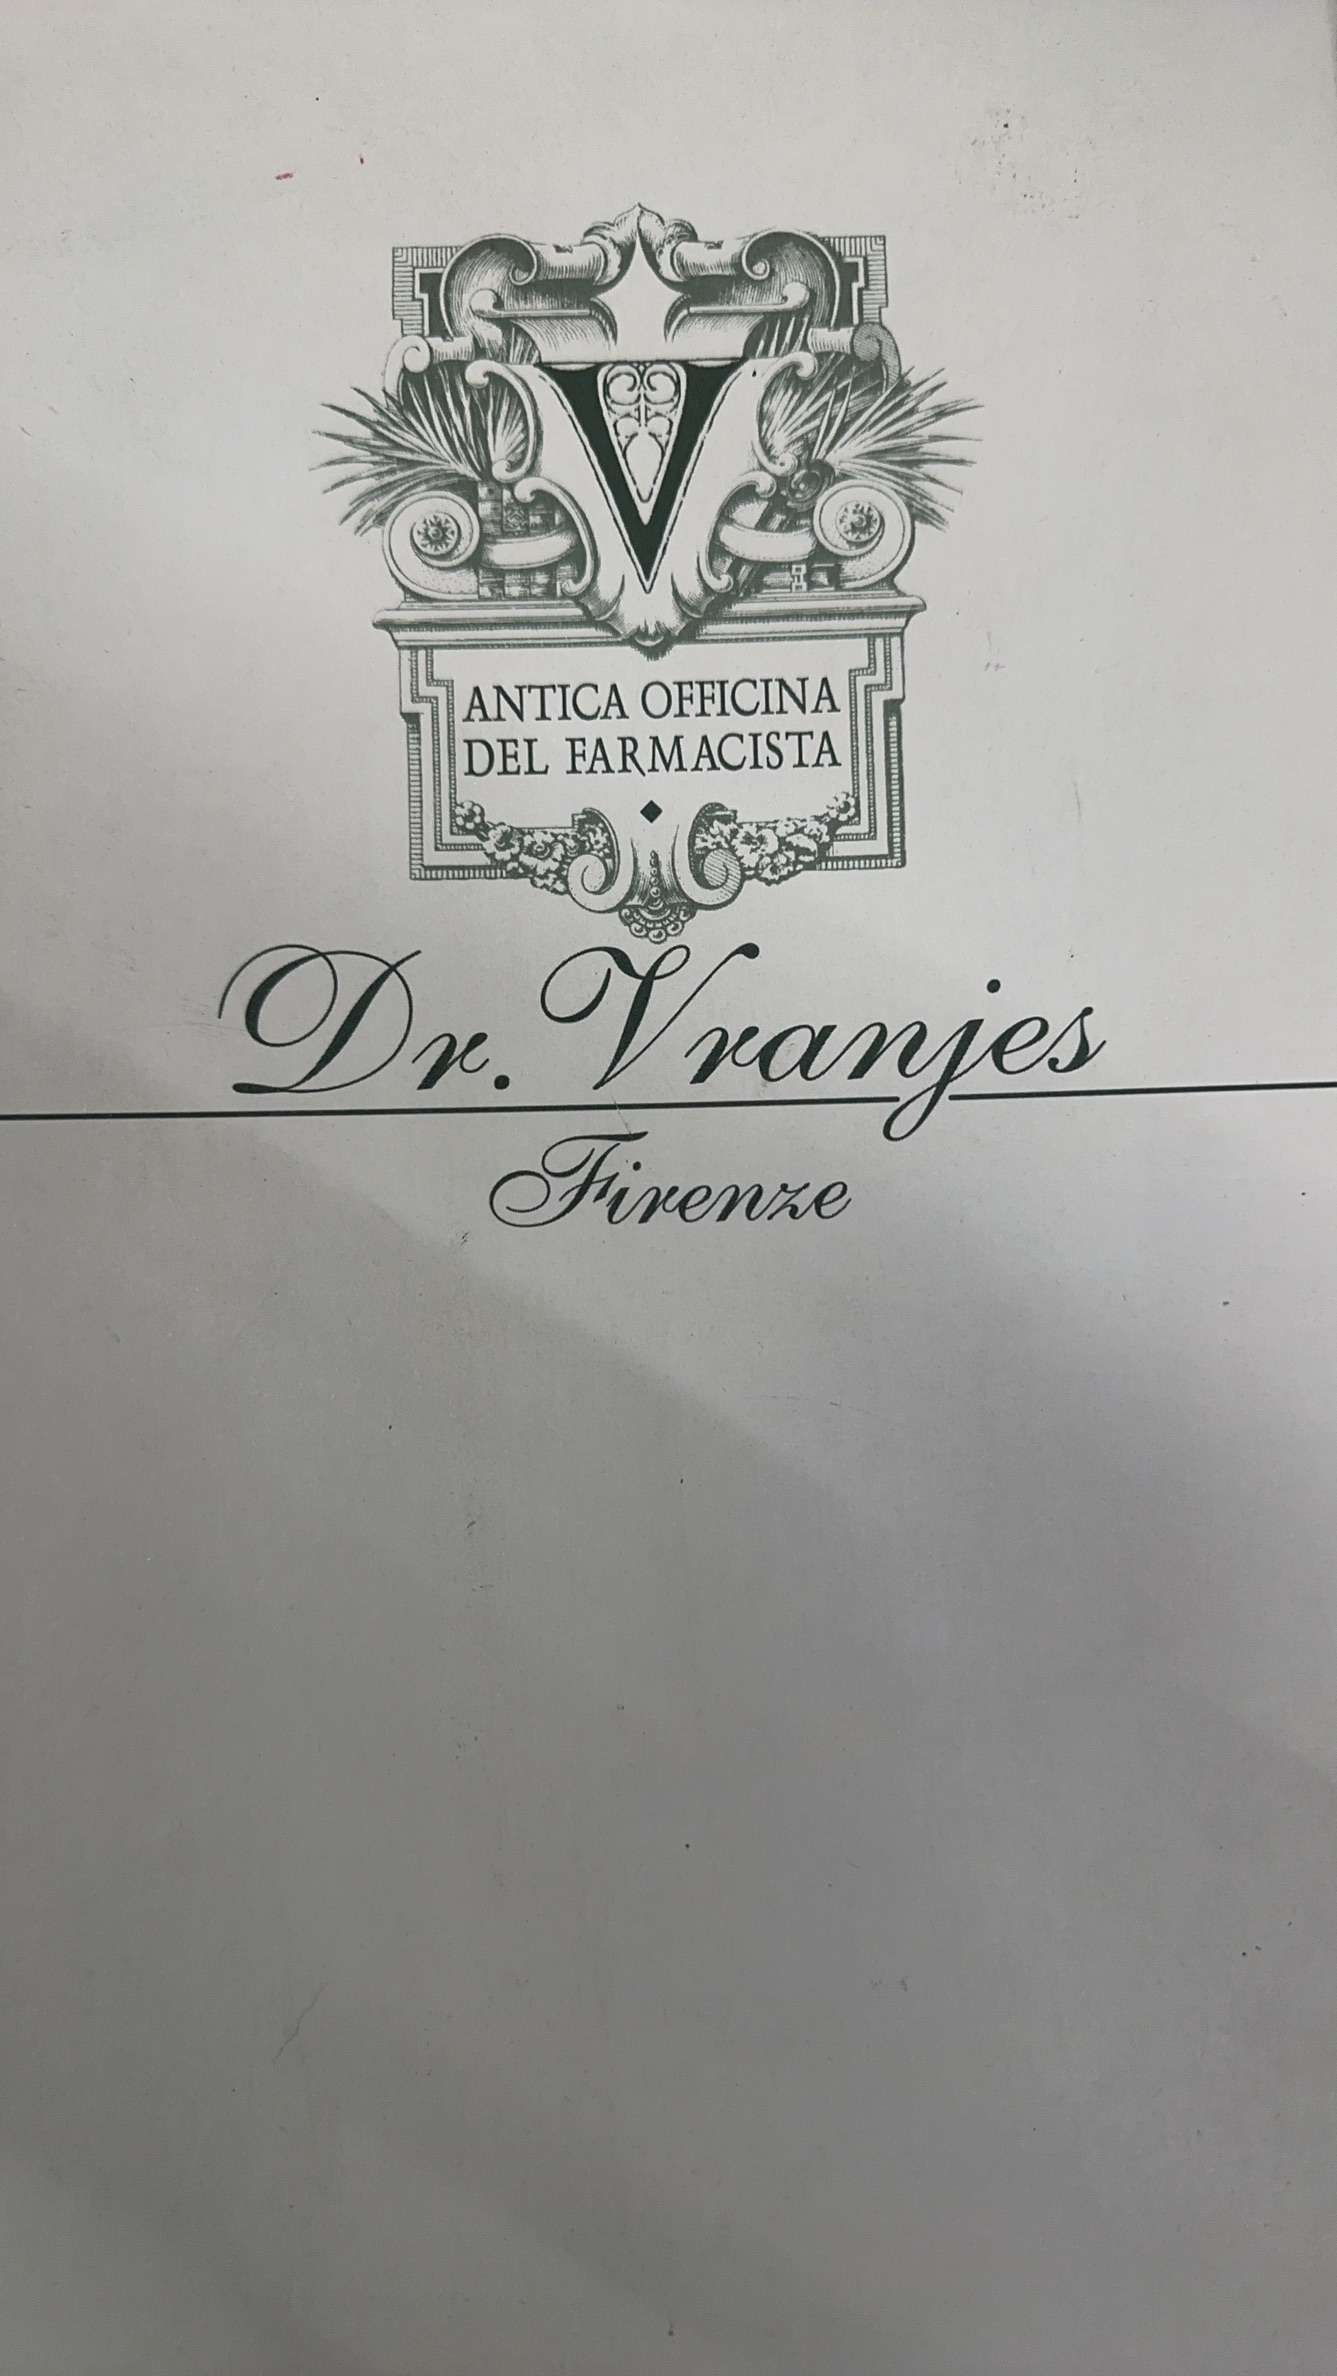 V
ANTICA OFFICINA
DEL FARMACISTA
Dr. Vranjes
Firenze